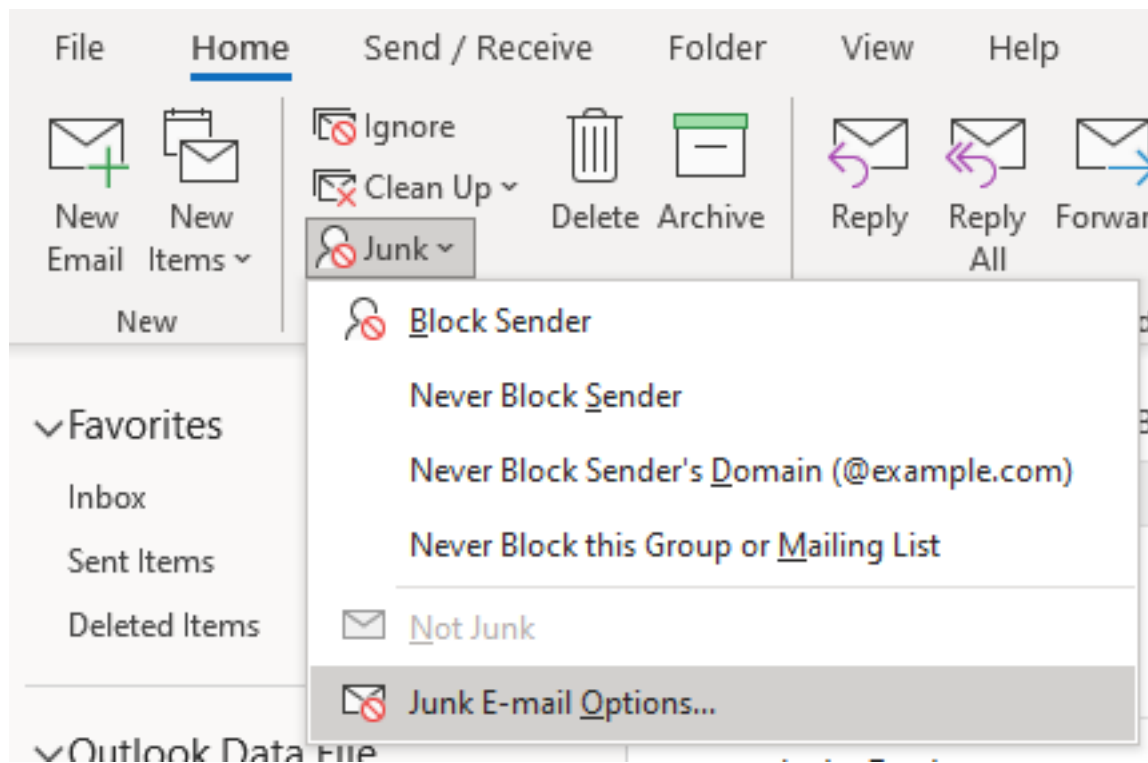 File Home Send / Receive Folder View Help
Ignore
Clean Up
Junk
New Email
New Items
Delete Archive
Reply
Reply All
New
Block Sender
Never Block Sender
Never Block Sender's Domain (@example.com)
Never Block this Group or Mailing List
Not Junk
Junk E-mail Options...
Favorites
Inbox
Sent Items
Deleted Items
Outlook Data File